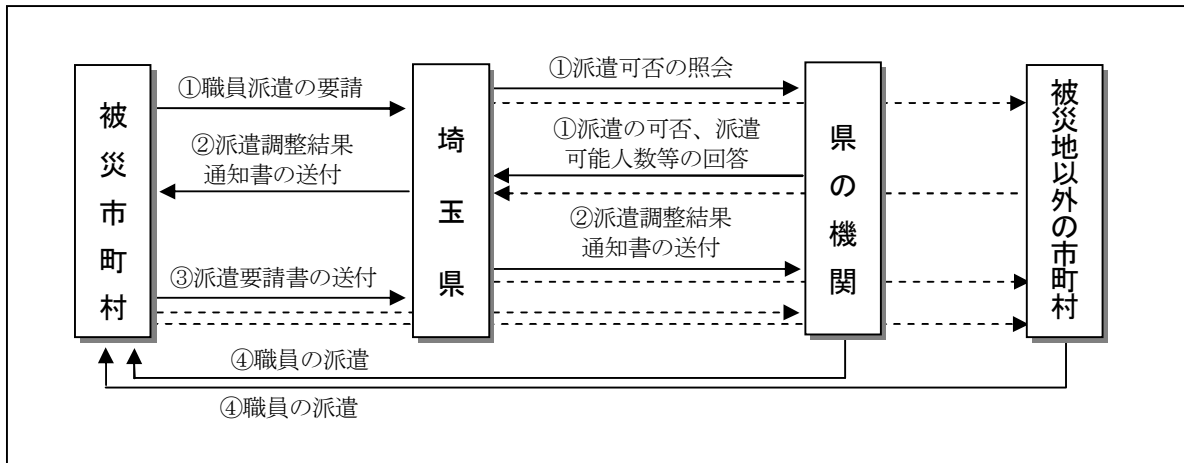 被災市町村
①職員派遣の要請
②派遣調整結果
通知書の送付
③派遣要請書の送付
埼玉県
①派遣可否の照会
①派遣の可否、派遣
可能人数等の回答
②派遣調整結果
通知書の送付
県の機関
被災地以外の市町村
④職員の派遣
④職員の派遣